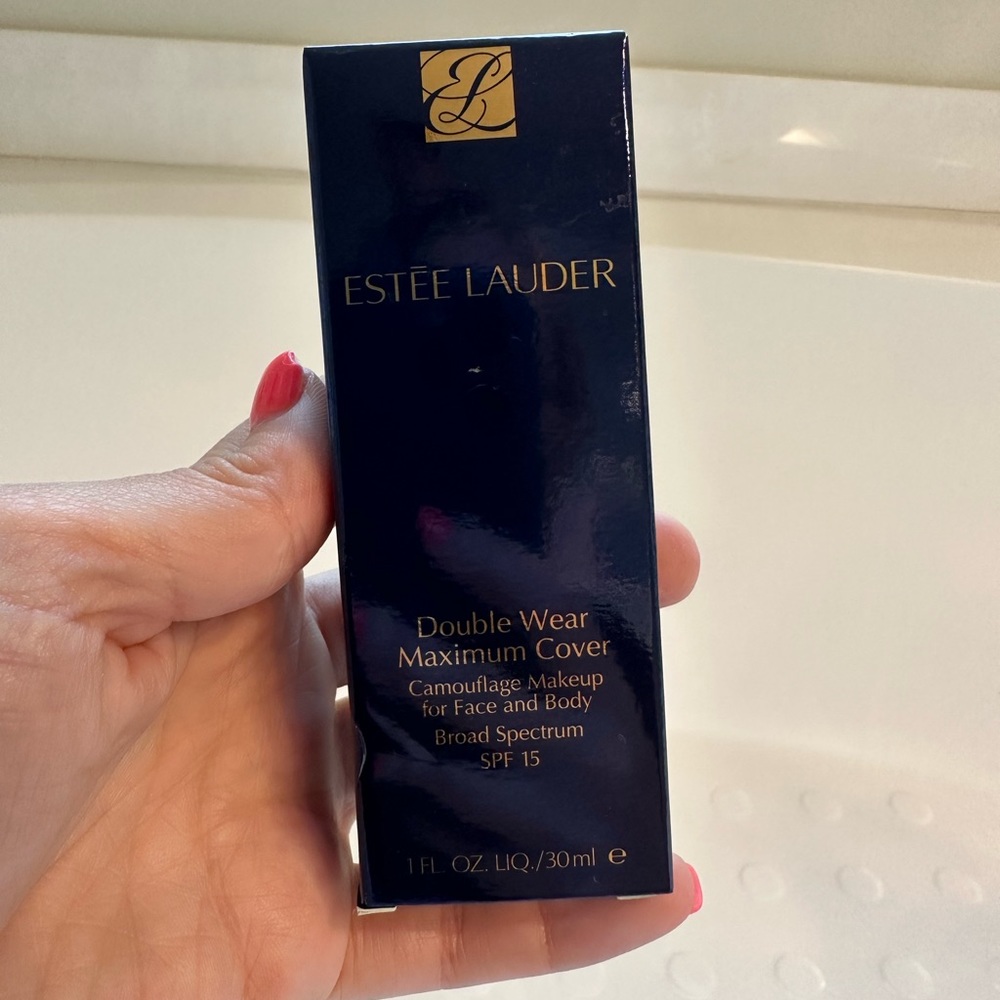 EL
ESTĒE LAUDER
Double Wear
Maximum Cover
Camouflage Makeup
for Face and Body
Broad Spectrum
SPF 15
1 FL. OZ. LIQ./30ml e